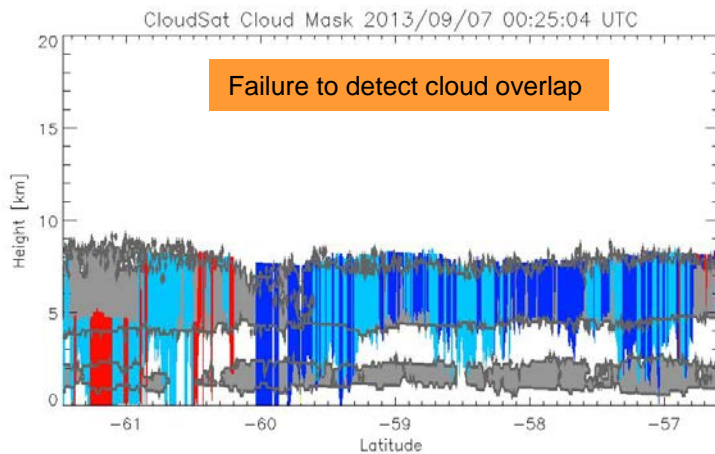 CloudSat Cloud Mask 2013/09/07 00:25:04 UTC
Failure to detect cloud overlap
20
15
10
5
0
Height [km]
-61 -60 -59 -58 -57
Latitude